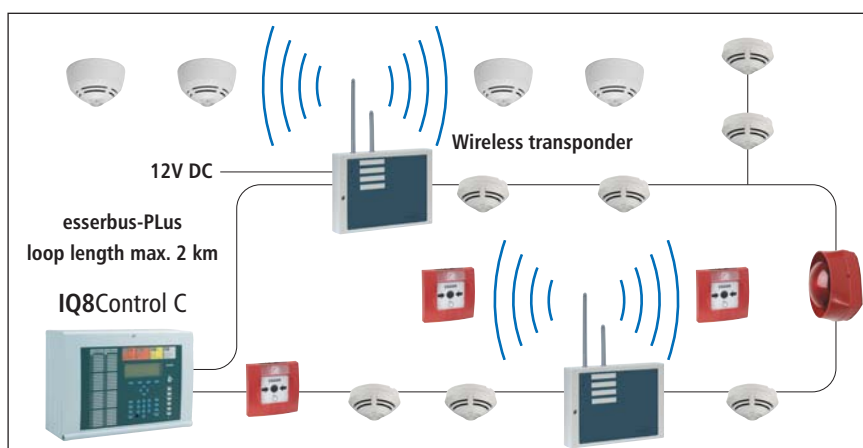 Wireless transponder
12V DC
esserbus-PLus
loop length max. 2 km
IQ8Control C